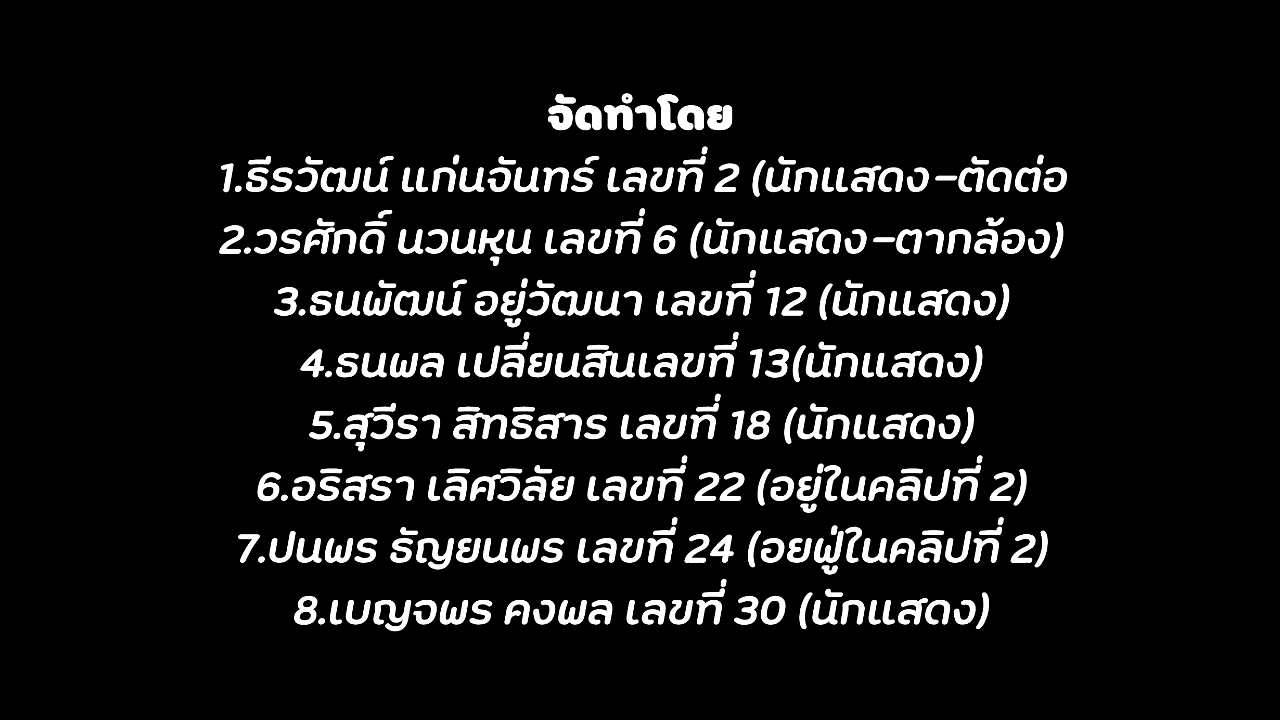 จัดทำโดย
1.ธีรวัฒน์ แก่นจันทร์ เลขที่ 2 (นักแสดง-ตัดต่อ
2.วรศักดิ์ นวนหุน เลขที่ 6 (นักแสดง-ตากล้อง)
3.ธนพัฒน์ อยู่วัฒนา เลขที่ 12 (นักแสดง)
4.ธนพล เปลี่ยนสินเลขที่ 13(นักแสดง)
5.สุวีรา สิทธิสาร เลขที่ 18 (นักแสดง)
6.อริสรา เลิศวิลัย เลขที่ 22 (อยู่ในคลิปที่ 2)
7.ปนพร ธัญยนพร เลขที่ 24 (อยฟู่ในคลิปที่ 2)
8.เบญจพร คงพล เลขที่ 30 (นักแสดง)